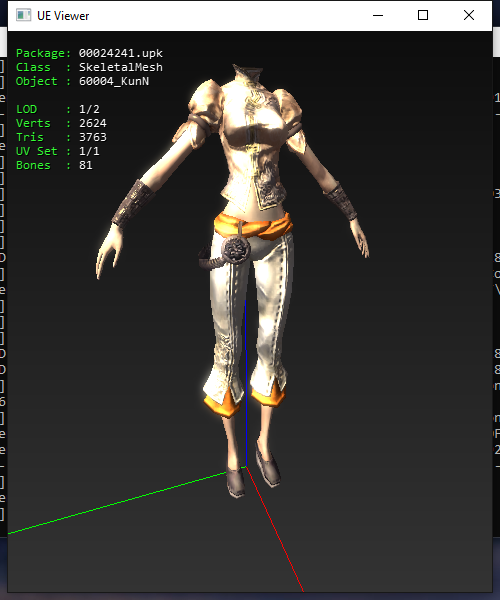 UE Viewer
Package: 00024241.upk
Class : SkeletalMesh
Object : 60004_KunN
LOD : 1/2
Verts : 2624
Tris : 3763
UV Set : 1/1
Bones : 81